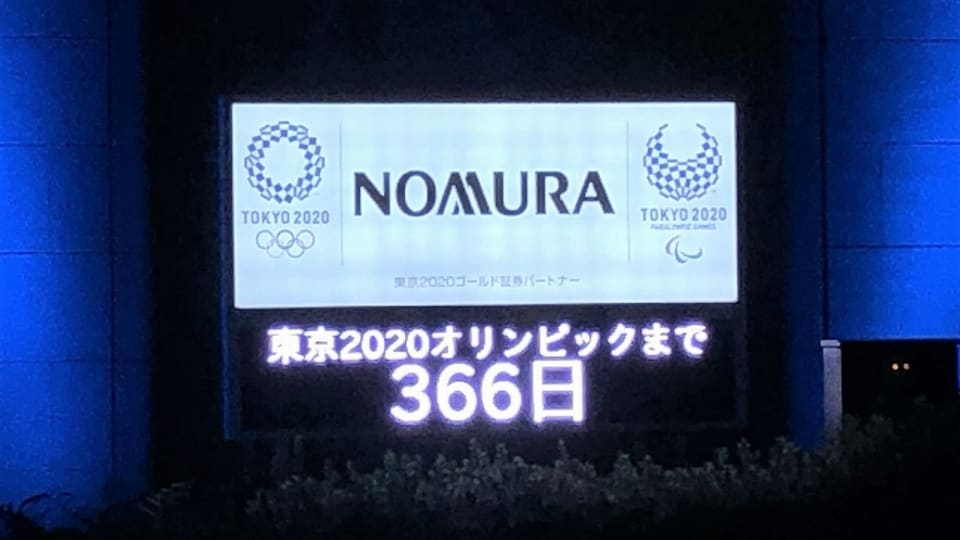 TOKYO 2020
NOMURA
TOKYO 2020
PARALYMPIC GAMES
東京2020ゴールド証券パートナー
東京2020オリンピックまで
366日